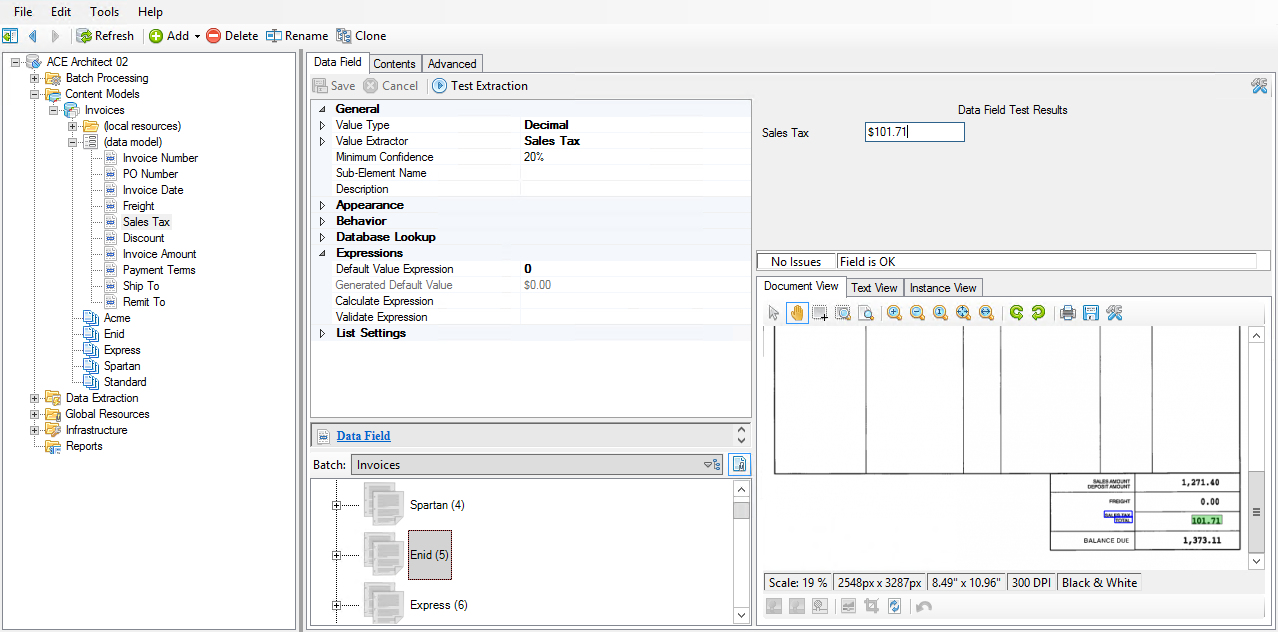 File Edit Tools Help
Refresh Add Delete Rename Clone
ACE Architect 02
Batch Processing
Content Models
Invoices
(local resources)
(data model)
Invoice Number
PO Number
Invoice Date
Freight
Sales Tax
Discount
Invoice Amount
Payment Terms
Ship To
Remit To
Acme
Enid
Express
Spartan
Standard
Data Extraction
Global Resources
Infrastructure
Reports
Data Field Contents Advanced
Save Cancel Test Extraction
General
Value Type Decimal
Value Extractor Sales Tax
Minimum Confidence 20%
Sub-Element Name
Description
Appearance
Behavior
Database Lookup
Expressions
Default Value Expression 0
Generated Default Value $0.00
Calculate Expression
Validate Expression
List Settings
Data Field
Batch: Invoices
Spartan (4)
Enid (5)
Express (6)
Data Field Test Results
Sales Tax $101.71
No Issues Field is OK
Document View Text View Instance View
SALES AMOUNT
DEPOSIT AMOUNT 1,271.40
FREIGHT 0.00
SALES TAX
TOTAL 101.71
BALANCE DUE 1,373.11
Scale: 19 % 2548px x 3287px 8.49" x 10.96" 300 DPI Black & White